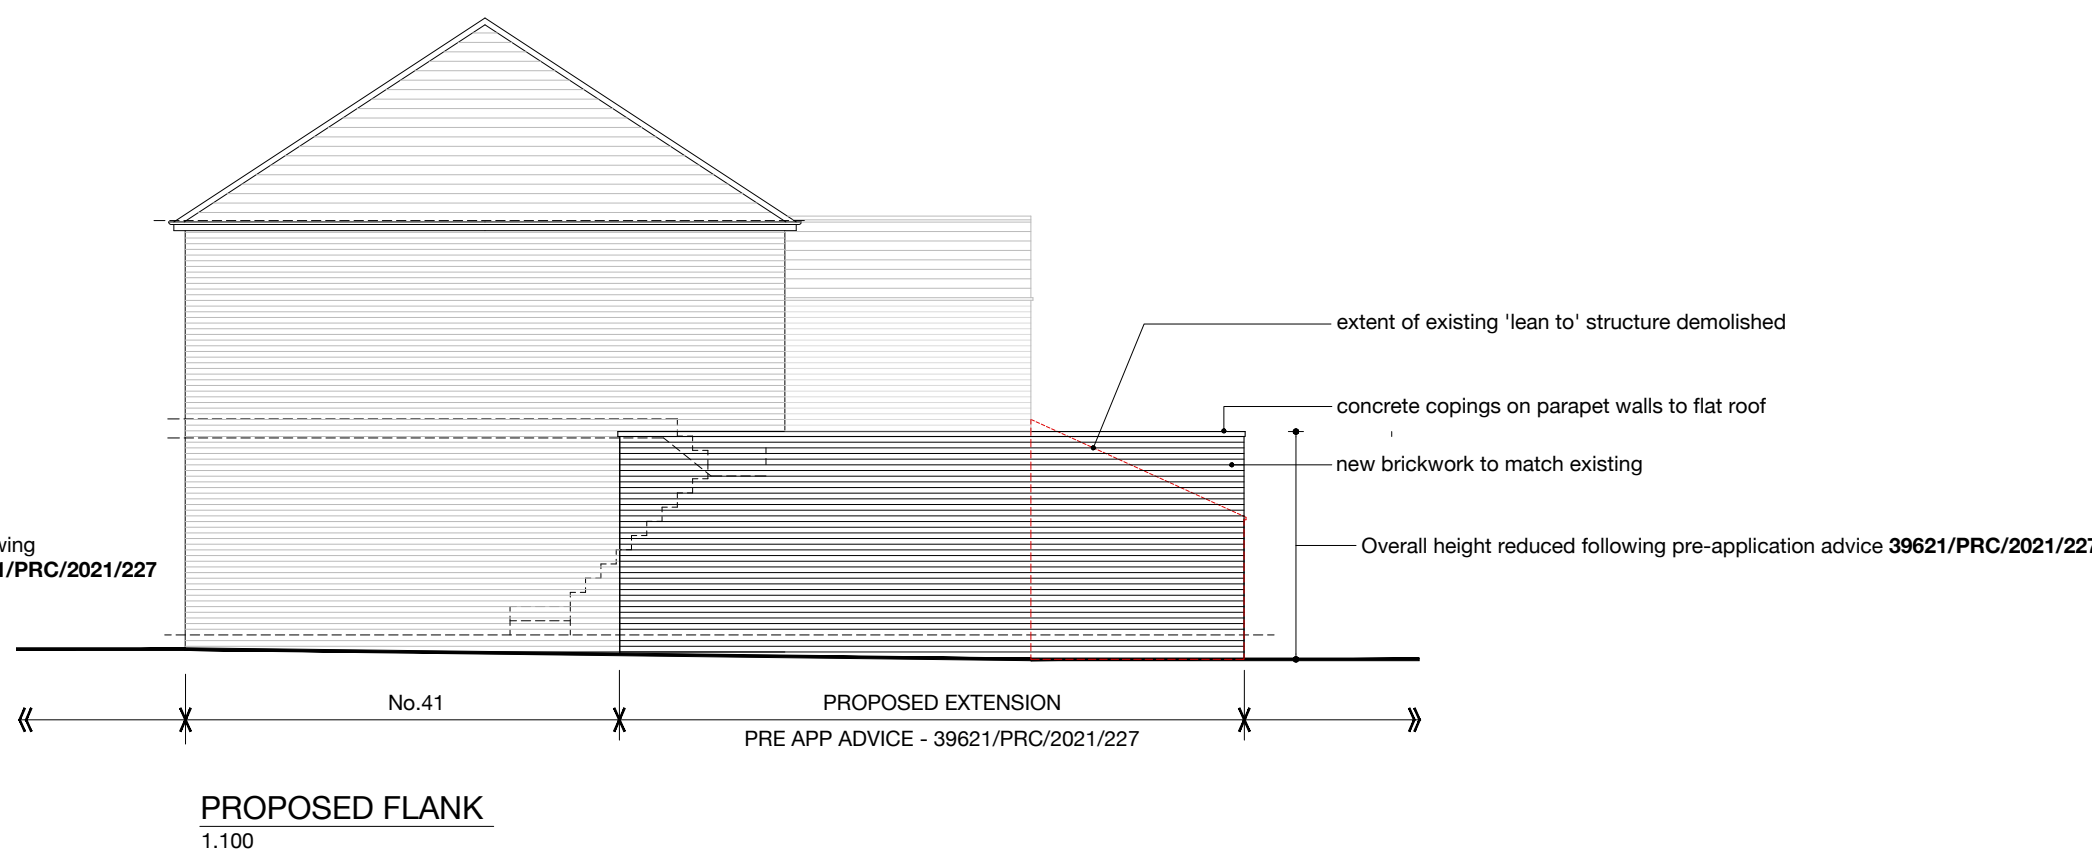 extent of existing 'lean to' structure demolished
concrete copings on parapet walls to flat roof
new brickwork to match existing
wing
/PRC/2021/227
Overall height reduced following pre-application advice 39621/PRC/2021/227
No.41
PROPOSED EXTENSION
PRE APP ADVICE - 39621/PRC/2021/227
PROPOSED FLANK
1.100